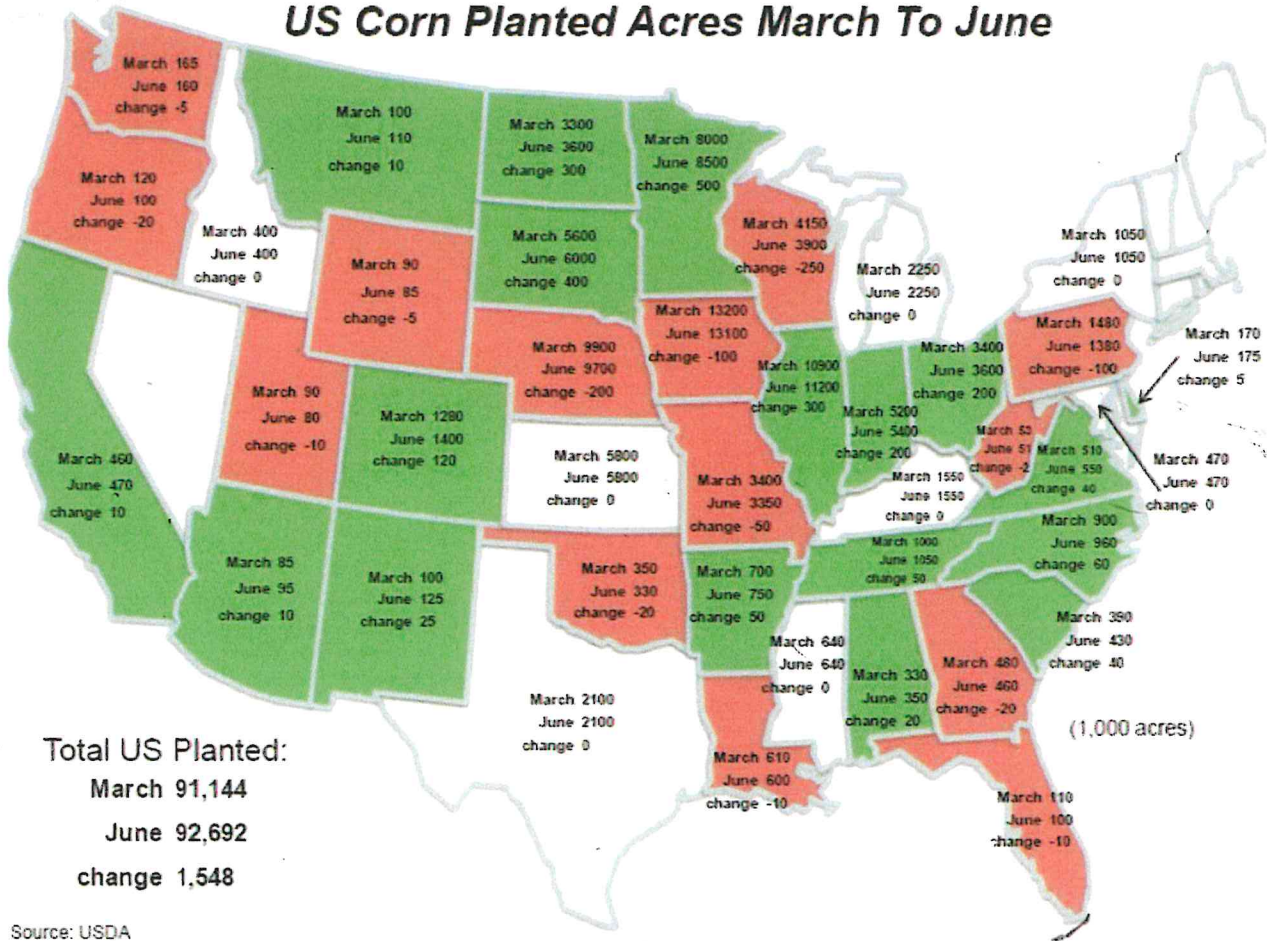 US Corn Planted Acres March To June
March 165
June 160
change -5
March 120
June 100
change -20
March 400
June 400
change 0
March 100
June 110
change 10
March 3300
June 3600
change 300
March 8000
June 8500
change 500
March 5600
June 6000
change 400
March 90
June 85
change -5
March 4150
June 3900
change -250
March 2250
June 2250
change 0
March 1050
June 1050
change 0
March 13200
June 13100
change -100
March 9900
June 9700
change -200
March 90
June 80
change -10
March 1280
June 1400
change 120
March 460
June 470
change 10
March 5800
June 5800
change 0
March 10900
June 11200
change 300
March 5200
June 5400
change 200
March 3400
June 3600
change 200
March 1480
June 1380
change -100
March 170
June 175
change 5
March 53
June 51
change -2
March 510
June 550
change 40
March 470
June 470
change 0
March 3400
June 3350
change -50
March 1550
June 1550
change 0
March 1000
June 1050
change 50
March 900
June 960
change 60
March 85
June 95
change 10
March 100
June 125
change 25
March 350
June 330
change -20
March 700
June 750
change 50
March 640
June 640
change 0
March 330
June 350
change 20
March 480
June 460
change -20
March 390
June 430
change 40
March 2100
June 2100
change 0
March 610
June 600
change -10
March 110
June 100
change -10
(1,000 acres)
Total US Planted:
March 91,144
June 92,692
change 1,548
Source: USDA